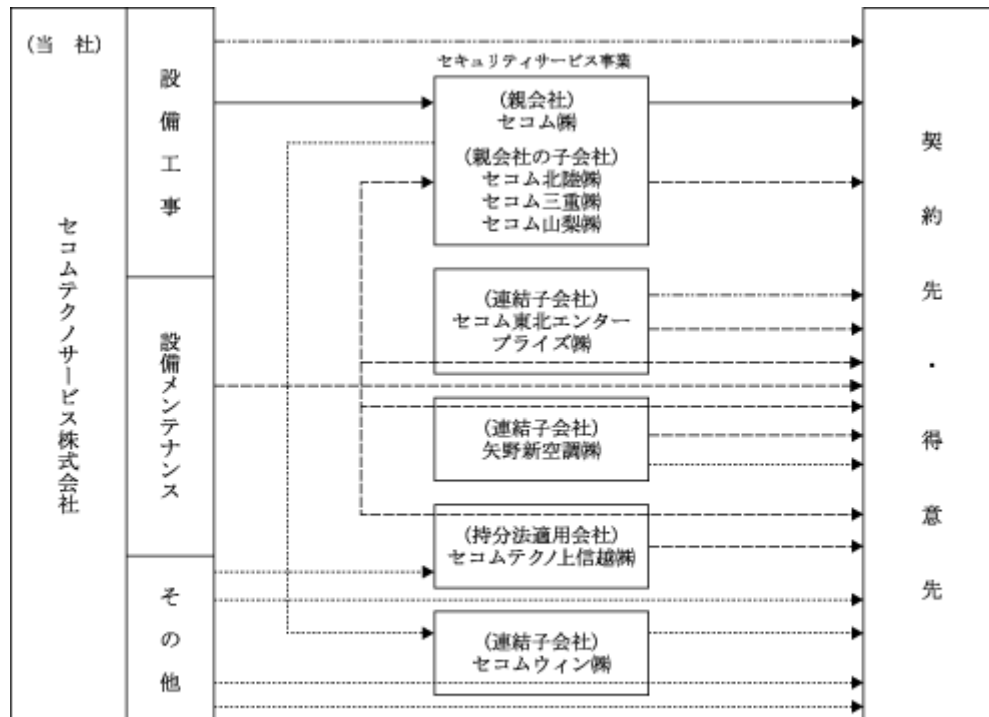 (当 社)
セコムテクノサービス株式会社
設備工事
設備メンテナンス
その他
セキュリティサービス事業
(親会社)
セコム㈱
(親会社の子会社)
セコム北陸㈱
セコム三重㈱
セコム山梨㈱
(連結子会社)
セコム東北エンター
プライズ㈱
(連結子会社)
矢野新空調㈱
(持分法適用会社)
セコムテクノ上信越㈱
(連結子会社)
セコムウィン㈱
契約先・得意先